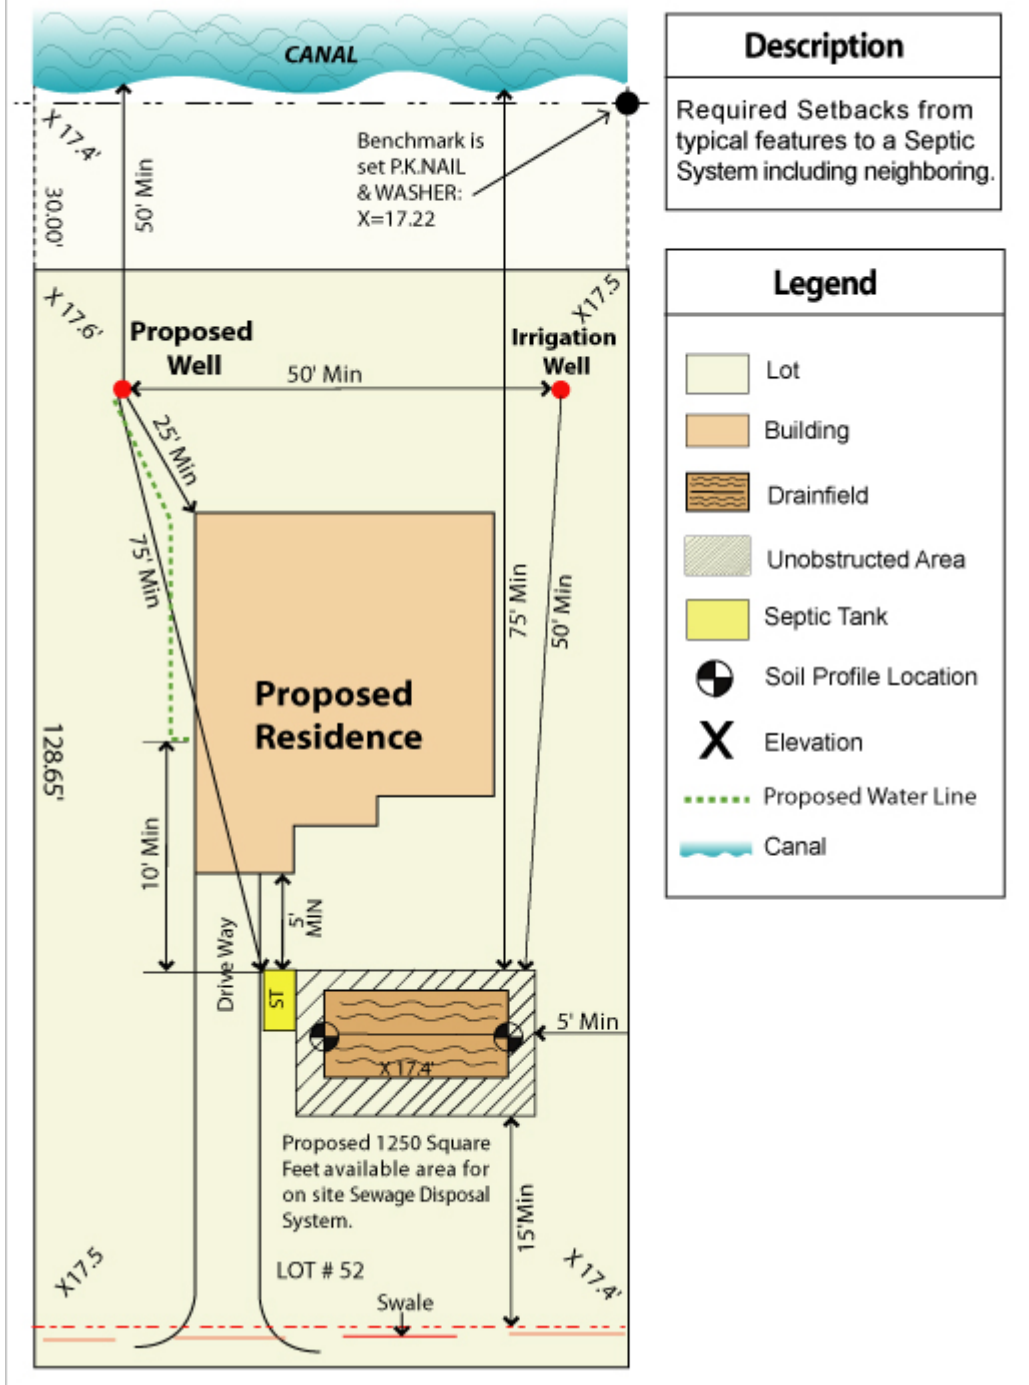 CANAL
X 17.4'
50' Min
30.00'
Benchmark is
set P.K.NAIL
& WASHER:
X=17.22
X 17.6'
X17.5
Proposed
Well
Irrigation
Well
50' Min
25' Min
75' Min
75' Min
50' Min
Proposed
Residence
128.65'
10' Min
5'
MIN
Drive Way
ST
5' Min
X 17.4'
Proposed 1250 Square
Feet available area for
on site Sewage Disposal
System.
15'Min
X17.5
LOT # 52
X 17.4'
Swale
Description
Required Setbacks from
typical features to a Septic
System including neighboring.
Legend
Lot
Building
Drainfield
Unobstructed Area
Septic Tank
Soil Profile Location
X Elevation
Proposed Water Line
Canal